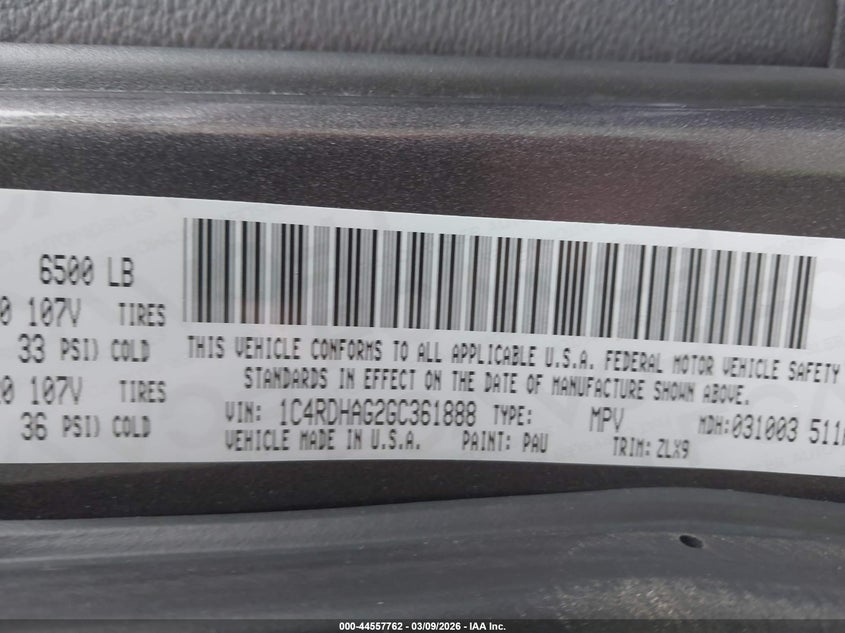 6500 LB
0 107V TIRES
33 PSI) COLD
20 107V TIRES
36 PSI) COLD
THIS VEHICLE CONFORMS TO ALL APPLICABLE U.S.A. FEDERAL MOTOR VEHICLE SAFETY
STANDARDS IN EFFECT ON THE DATE OF MANUFACTURE SHOWN ABOVE.
VIN: 1C4RDHAG2GC361888 TYPE: MPV MDH:031003 511
VEHICLE MADE IN U.S.A. PAINT: PAU TRIM: ZLX9
000-44557762 - 03/09/2026 - IAA Inc.